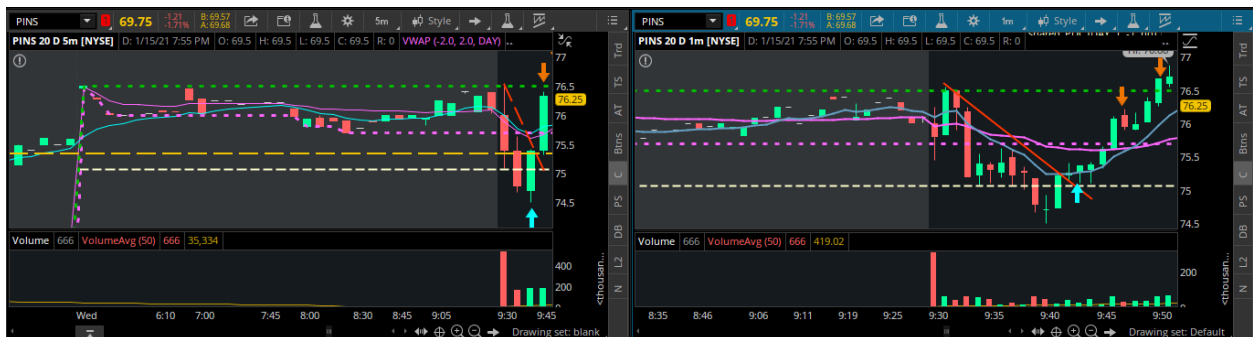 PINS 69.75 -1.21 -1.71% B: 69.57 A: 69.68 5m Style
PINS 20 D 5m [NYSE] D: 1/15/21 7:55 PM O: 69.5 H: 69.5 L: 69.5 C: 69.5 R: 0 VWAP (-2.0, 2.0, DAY) ..
77
76.5
76.25
76
75.5
75
74.5
Volume 666 VolumeAvg (50) 666 35,334
400
200
0
<thousan...
Wed 6:10 7:00 7:45 8:00 8:30 8:45 9:05 9:30 9:45
Drawing set: blank
Trd
TS
AT
Btns
C
PS
DB
L2
N
PINS 69.75 -1.21 -1.71% B: 69.57 A: 69.68 1m Style
PINS 20 D 1m [NYSE] D: 1/15/21 7:55 PM O: 69.5 H: 69.5 L: 69.5 C: 69.5 R: 0 ..
77
76.5
76.25
76
75.5
75
74.5
Volume 666 VolumeAvg (50) 666 419.02
200
0
<thousan...
8:35 8:46 9:06 9:11 9:19 9:25 9:30 9:35 9:40 9:45 9:50
Drawing set: Default
Trd
TS
AT
Btns
C
PS
DB
L2
N